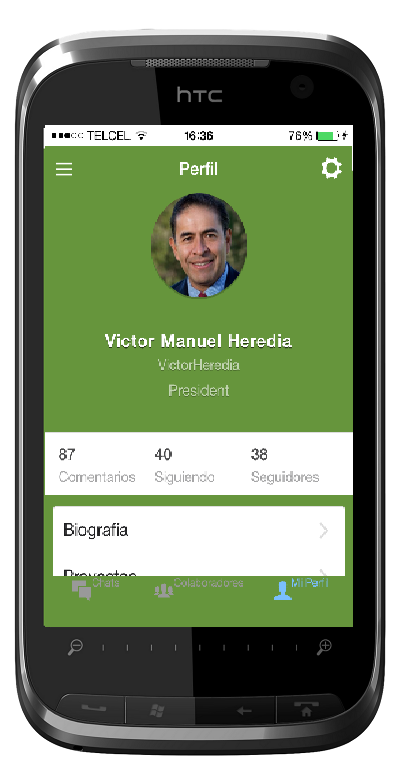 hTC
TELCEL 16:36 76%
Perfil
Victor Manuel Heredia
VictorHeredia
President
87 40 38
Comentarios Siguiendo Seguidores
Biografia
Proyectos
Chats Colaboradores Mi Perfil